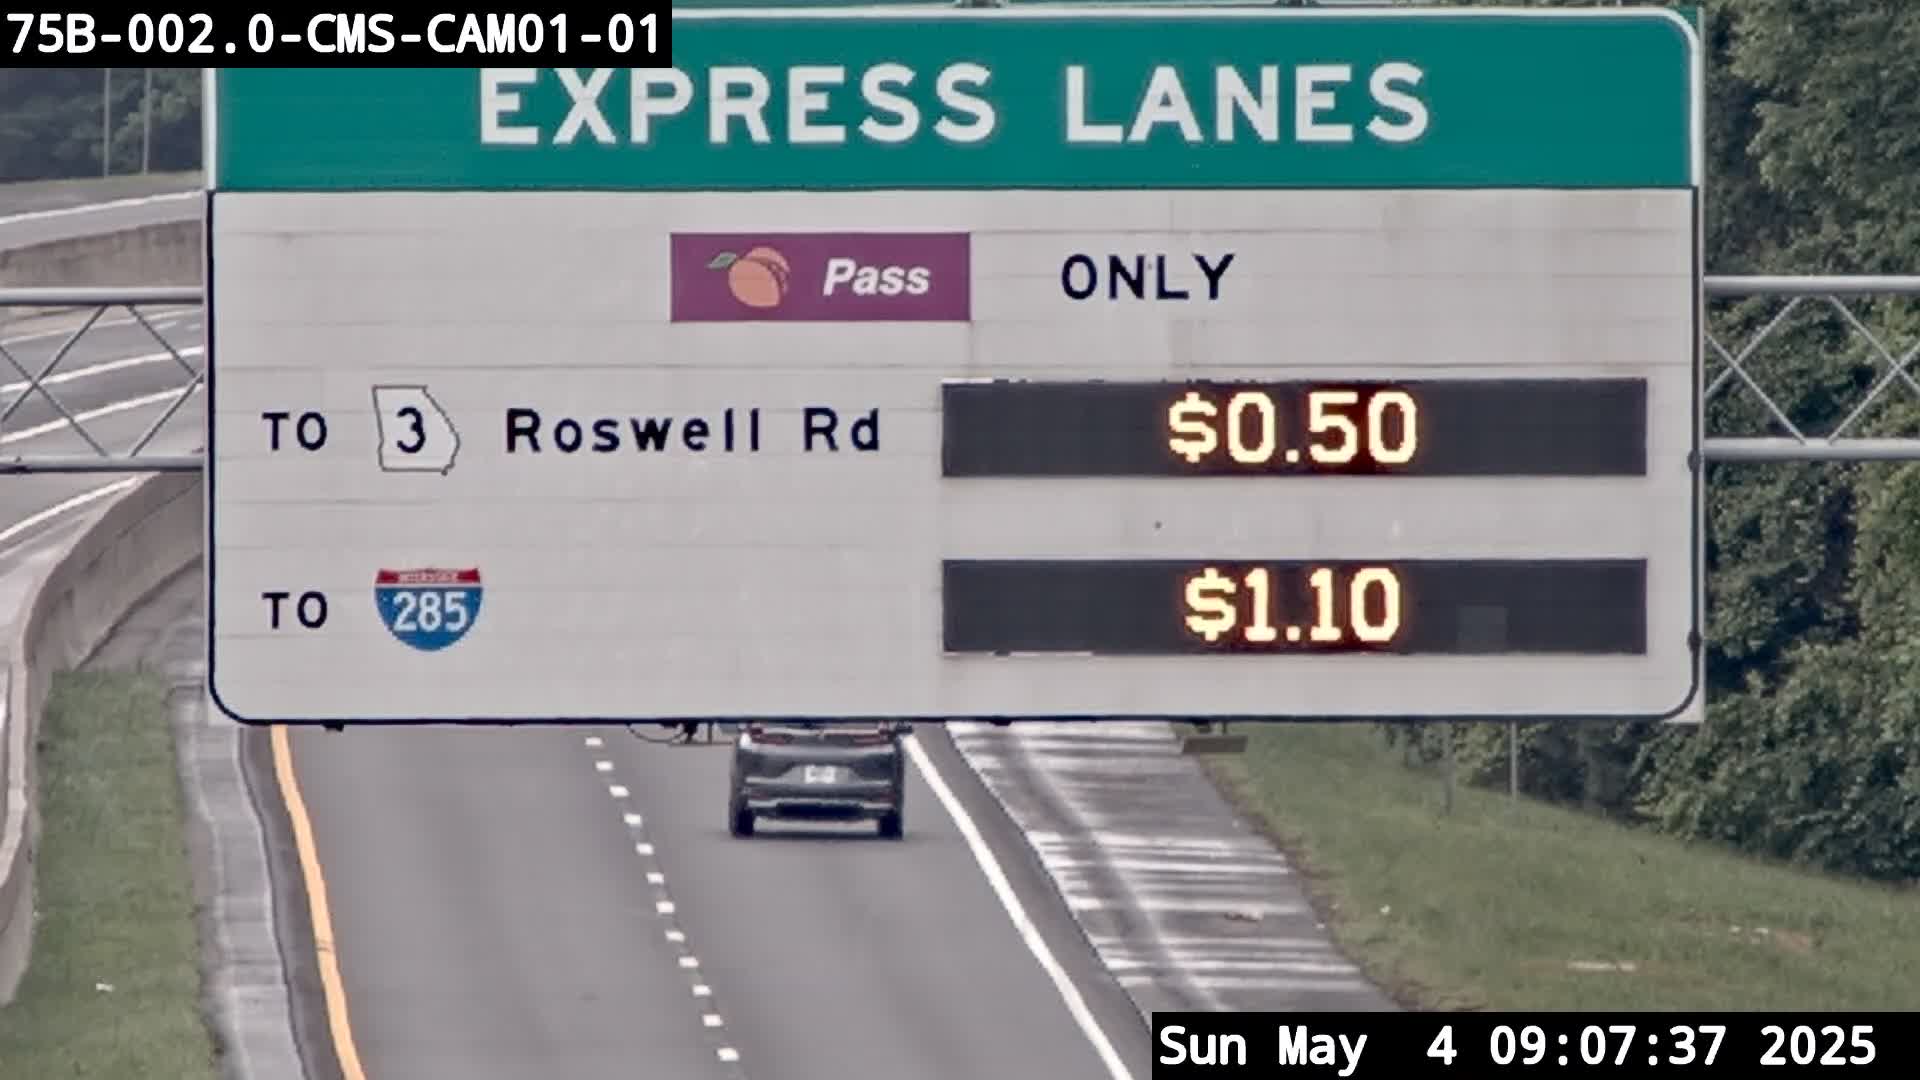 75B-002.0-CMS-CAM01-01
EXPRESS LANES
Pass ONLY
TO 3 Roswell Rd $0.50
TO INTERSTATE 285 $1.10
Sun May 4 09:07:37 2025